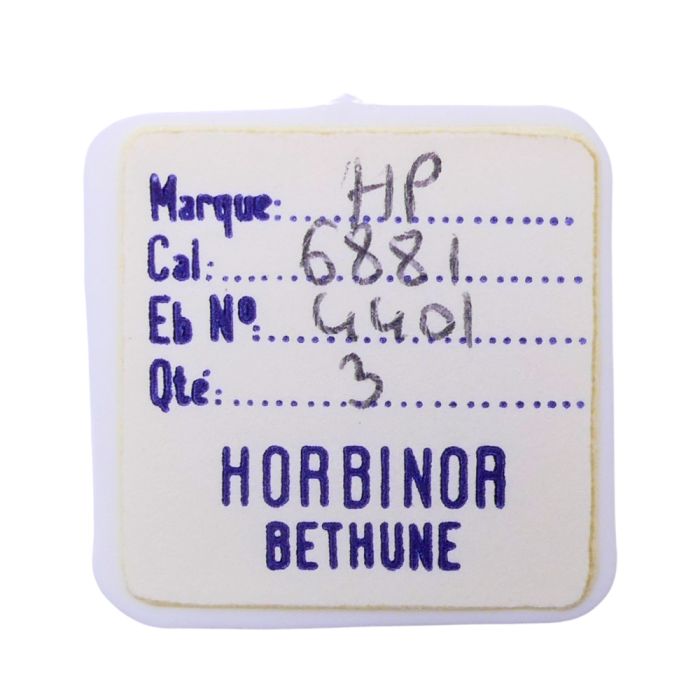 Marque: HP
Cal: 6881
Eb Nº: 4401
Qté: 3
HORBINOR
BETHUNE